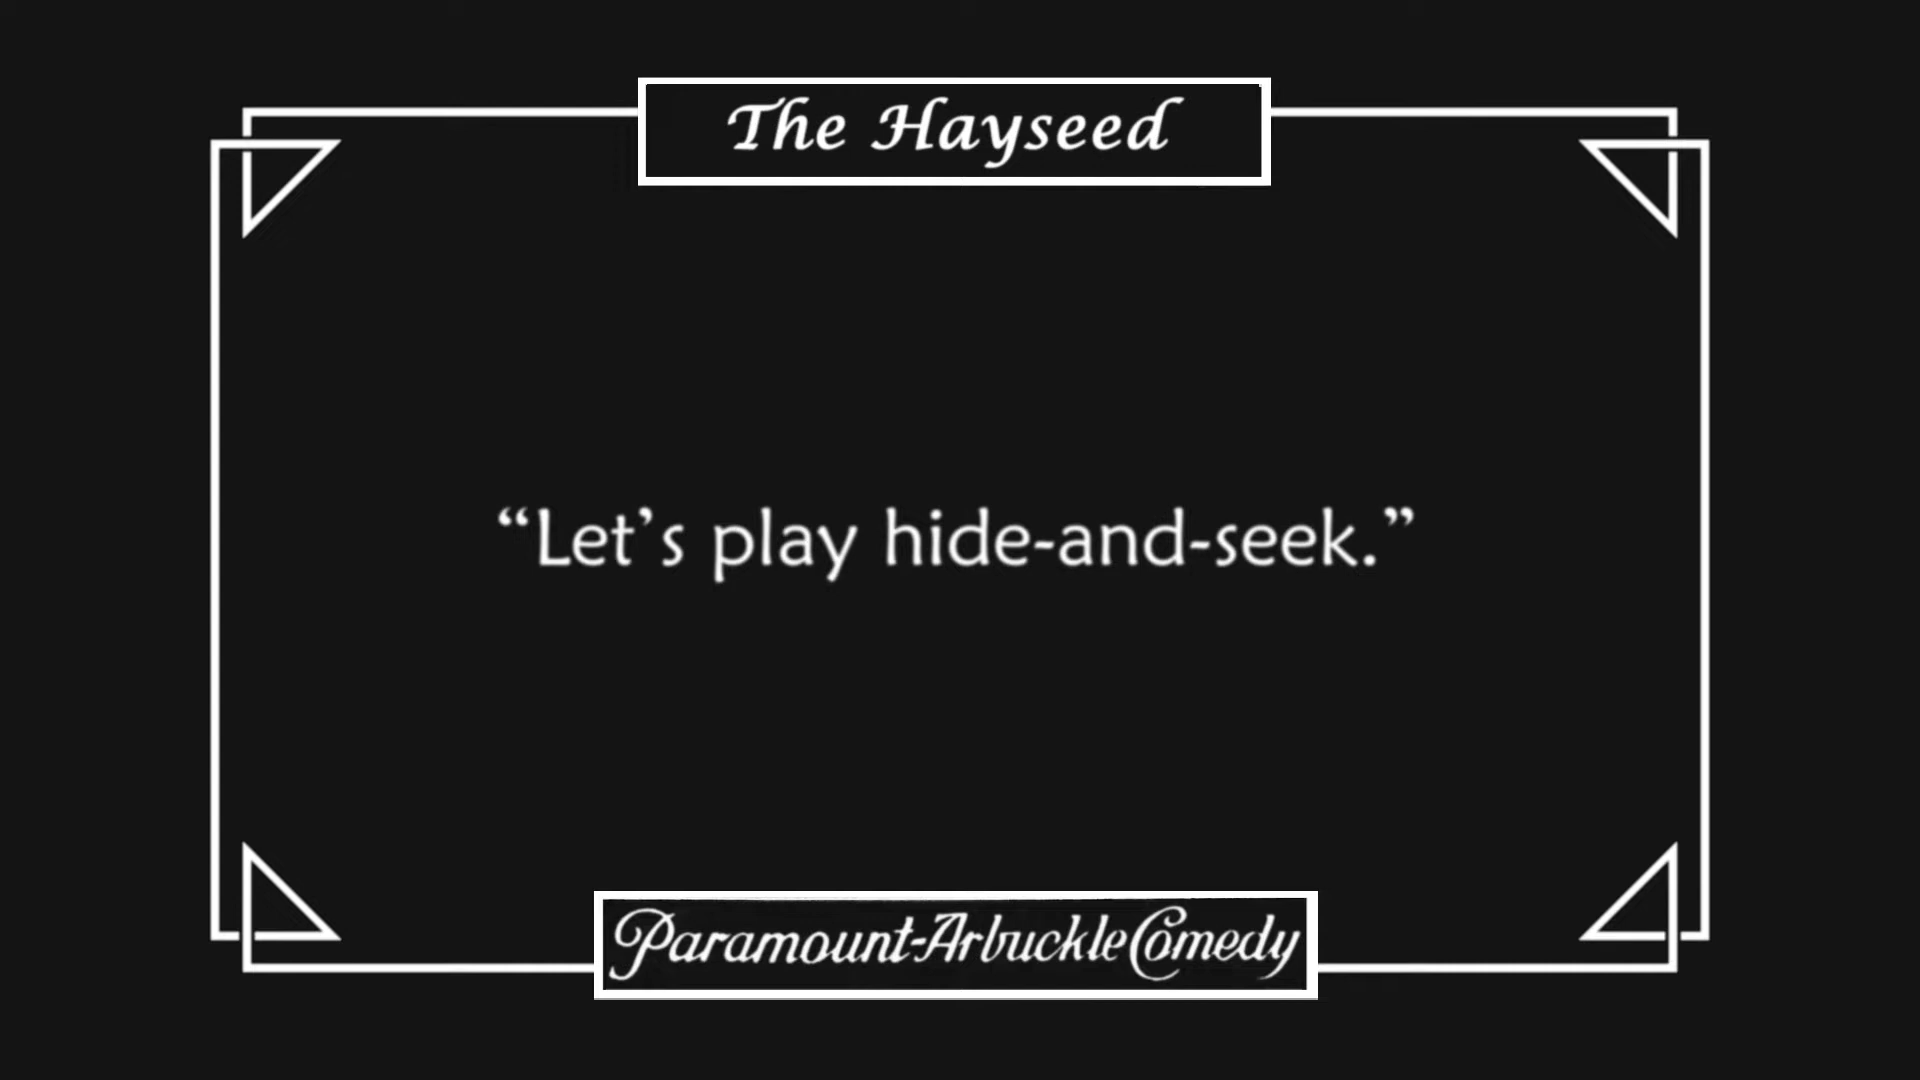 The Hayseed
“Let’s play hide-and-seek.”
Paramount-Arbuckle Comedy